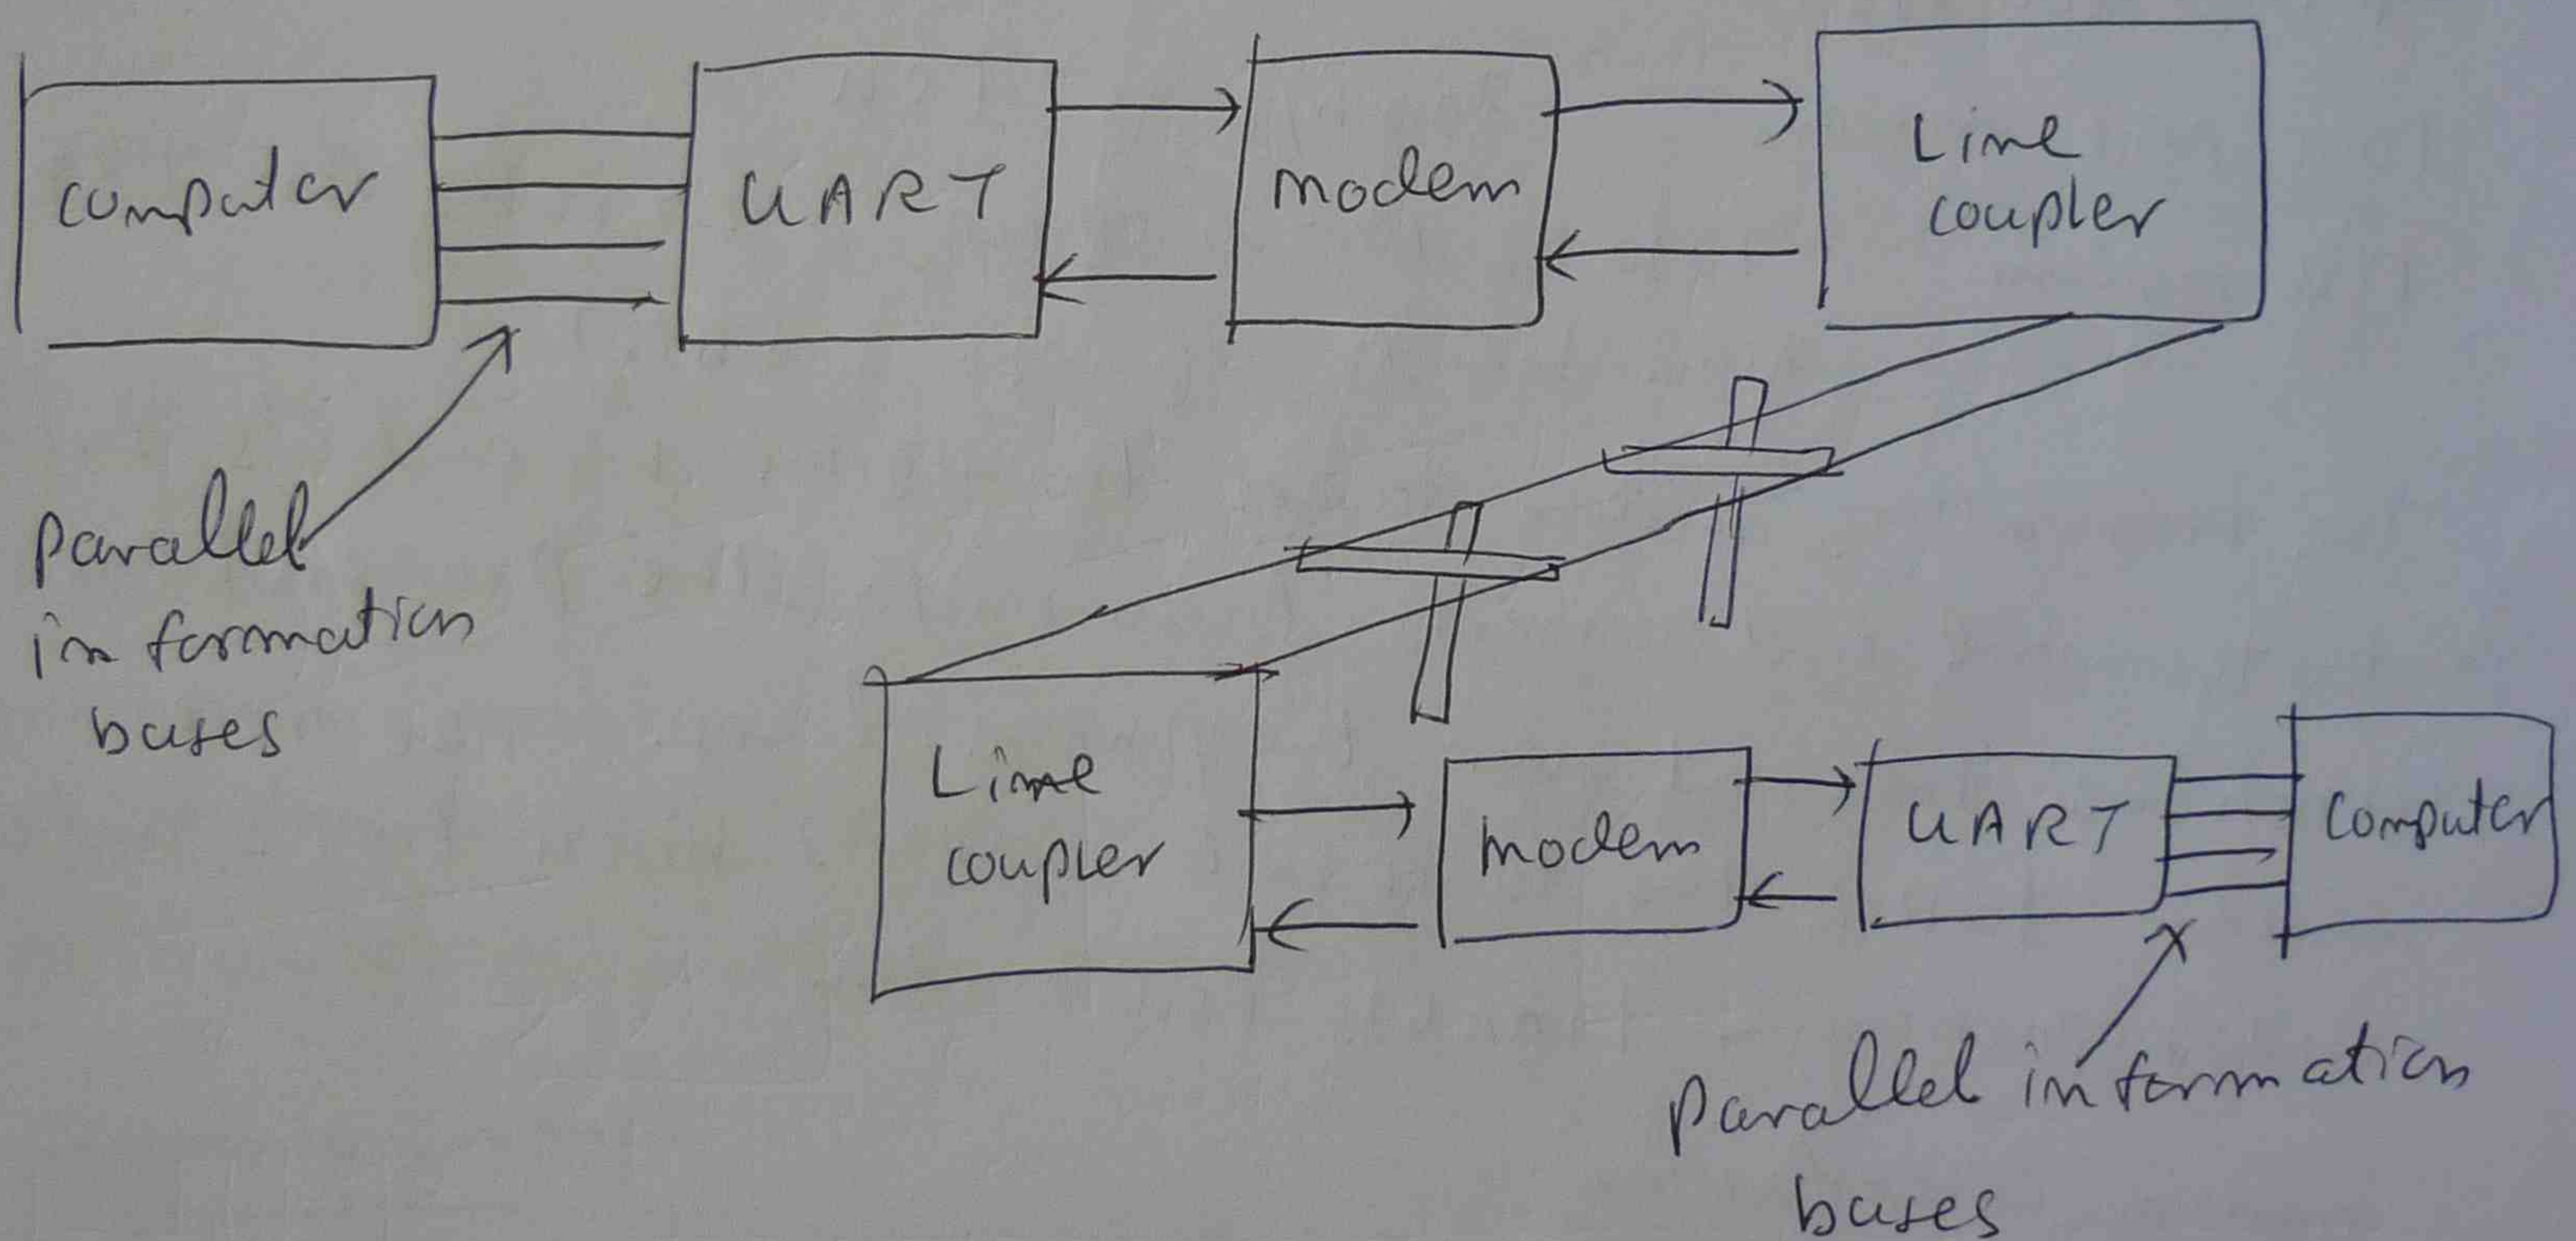 computer
UART
modem
Line
coupler
parallel
information
buses
Line
coupler
modem
UART
computer
parallel information
buses